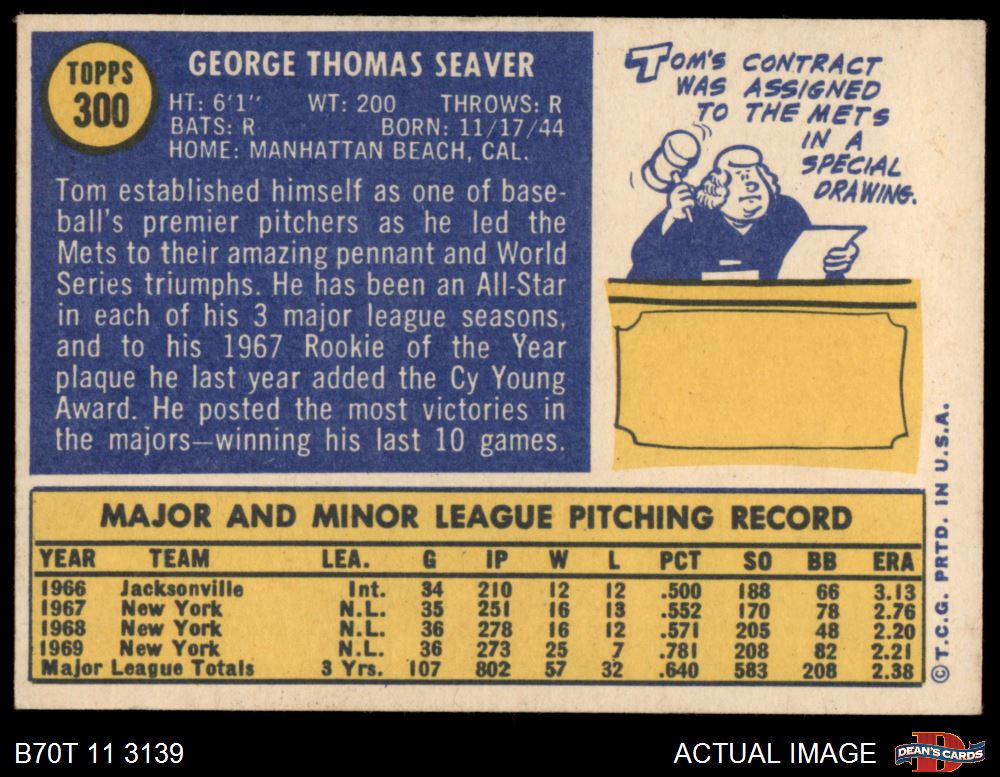 TOPPS
300
GEORGE THOMAS SEAVER
HT: 6'1" WT: 200 THROWS: R
BATS: R BORN: 11/17/44
HOME: MANHATTAN BEACH, CAL.
Tom established himself as one of base-
ball's premier pitchers as he led the
Mets to their amazing pennant and World
Series triumphs. He has been an All-Star
in each of his 3 major league seasons,
and to his 1967 Rookie of the Year
plaque he last year added the Cy Young
Award. He posted the most victories in
the majors—winning his last 10 games.
TOM'S CONTRACT
WAS ASSIGNED
TO THE METS
IN A
SPECIAL
DRAWING.
MAJOR AND MINOR LEAGUE PITCHING RECORD
YEAR TEAM LEA. G IP W L PCT SO BB ERA
1966 Jacksonville Int. 34 210 12 12 .500 188 66 3.13
1967 New York N.L. 35 251 16 13 .552 170 78 2.76
1968 New York N.L. 36 278 16 12 .571 205 48 2.20
1969 New York N.L. 36 273 25 7 .781 208 82 2.21
Major League Totals 3 Yrs. 107 802 57 32 .640 583 208 2.38
©T.C.G. PRTD. IN U.S.A.
B70T 11 3139
ACTUAL IMAGE
DEAN'S CARDS